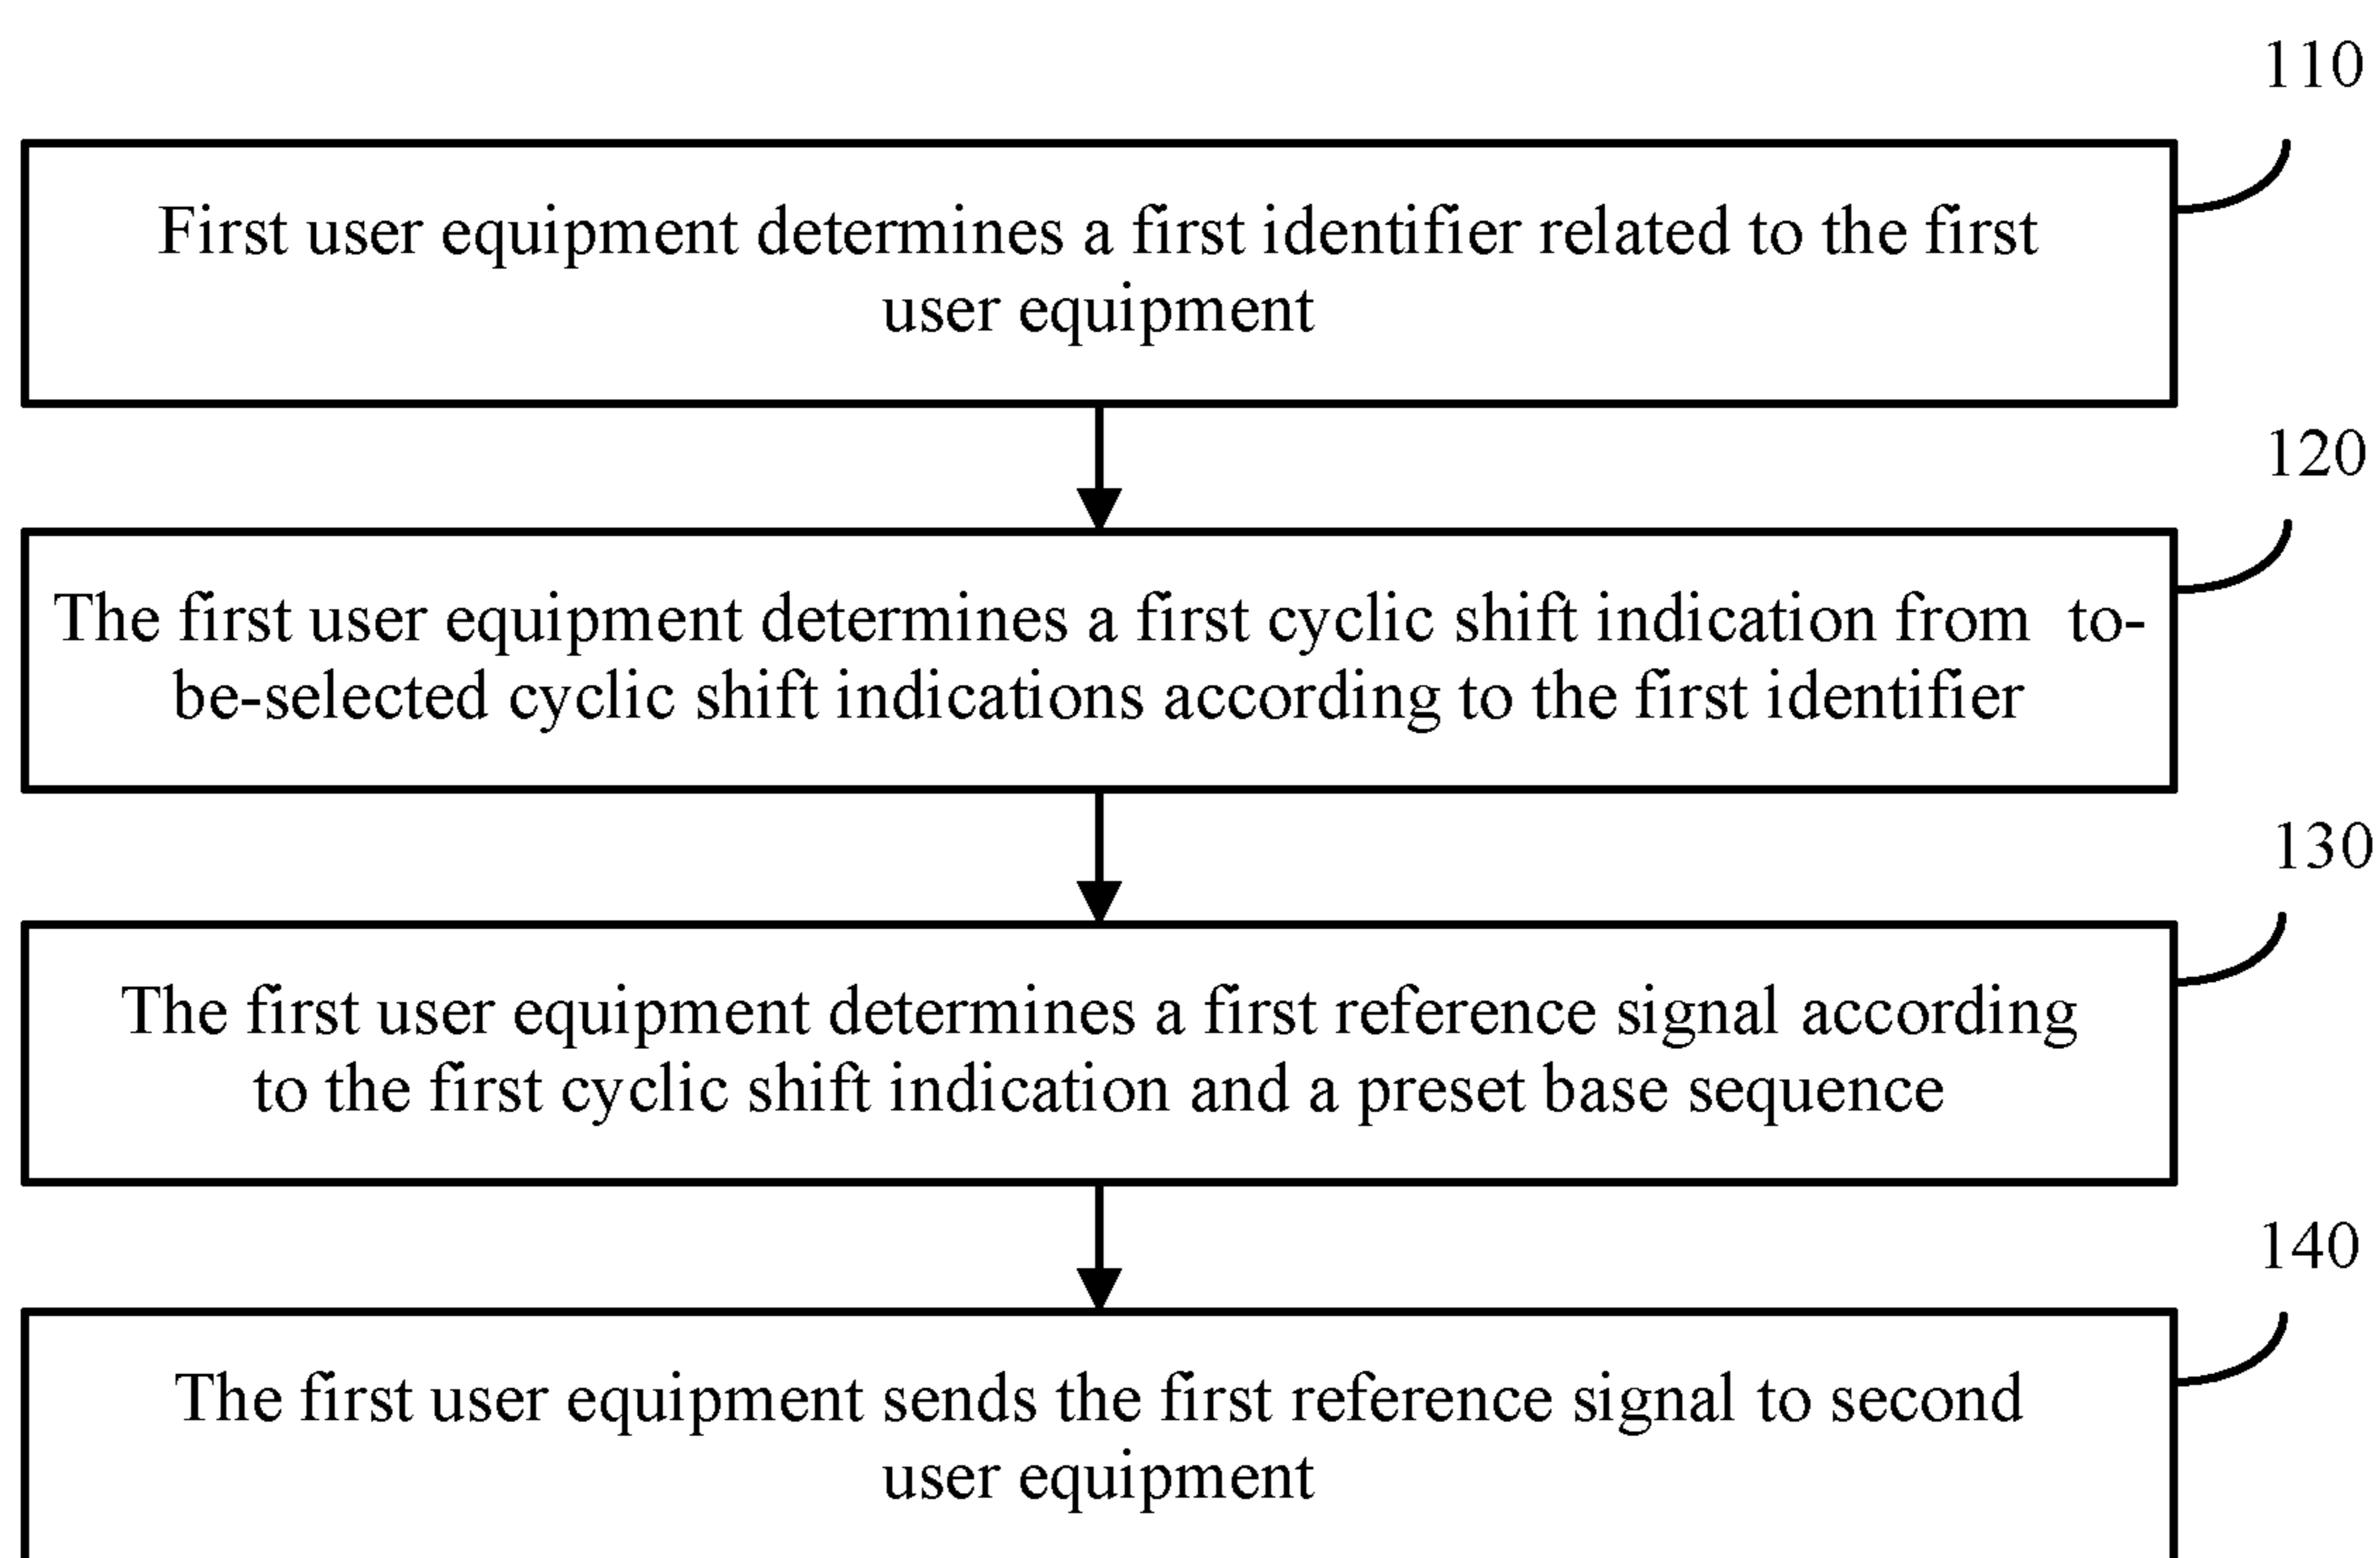 110
First user equipment determines a first identifier related to the first
user equipment
120
The first user equipment determines a first cyclic shift indication from to-
be-selected cyclic shift indications according to the first identifier
130
The first user equipment determines a first reference signal according
to the first cyclic shift indication and a preset base sequence
140
The first user equipment sends the first reference signal to second
user equipment